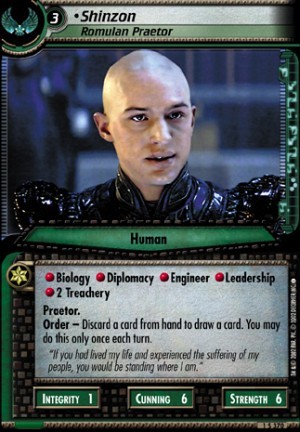 3
•Shinzon
Romulan Praetor
Human
Biology Diplomacy Engineer Leadership
2 Treachery
Praetor.
Order – Discard a card from hand to draw a card. You may
do this only once each turn.
"If you had lived my life and experienced the suffering of my
people, you would be standing where I am."
INTEGRITY 1 CUNNING 6 STRENGTH 6